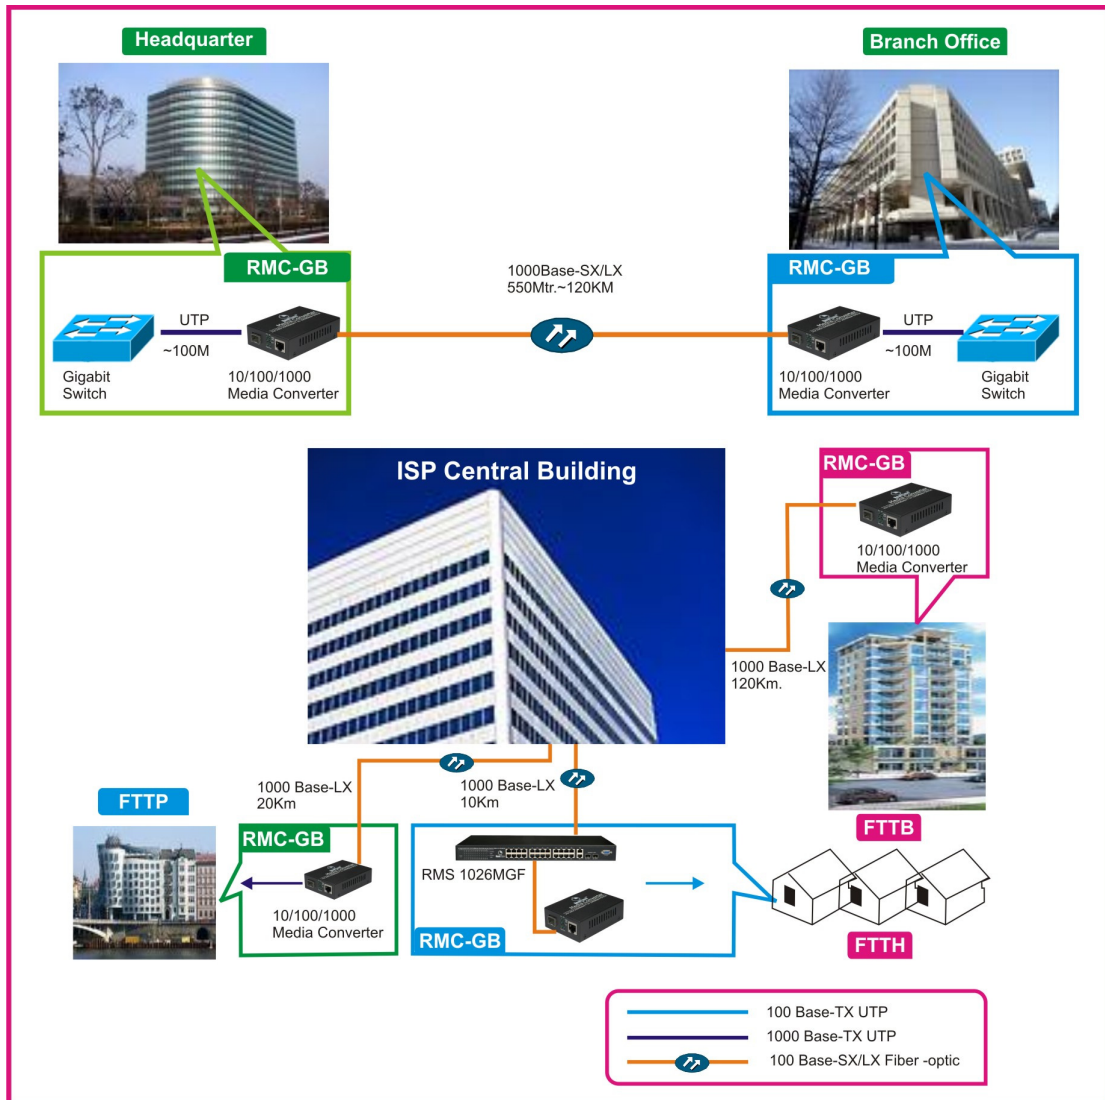 Headquarter
Branch Office
RMC-GB
1000Base-SX/LX
550Mtr.~120KM
RMC-GB
UTP
~100M
Gigabit
Switch
10/100/1000
Media Converter
UTP
~100M
10/100/1000
Media Converter
Gigabit
Switch
ISP Central Building
RMC-GB
10/100/1000
Media Converter
1000 Base-LX
120Km.
FTTB
1000 Base-LX
20Km
1000 Base-LX
10Km
FTTP
RMC-GB
10/100/1000
Media Converter
RMS 1026MGF
RMC-GB
FTTH
100 Base-TX UTP
1000 Base-TX UTP
100 Base-SX/LX Fiber -optic